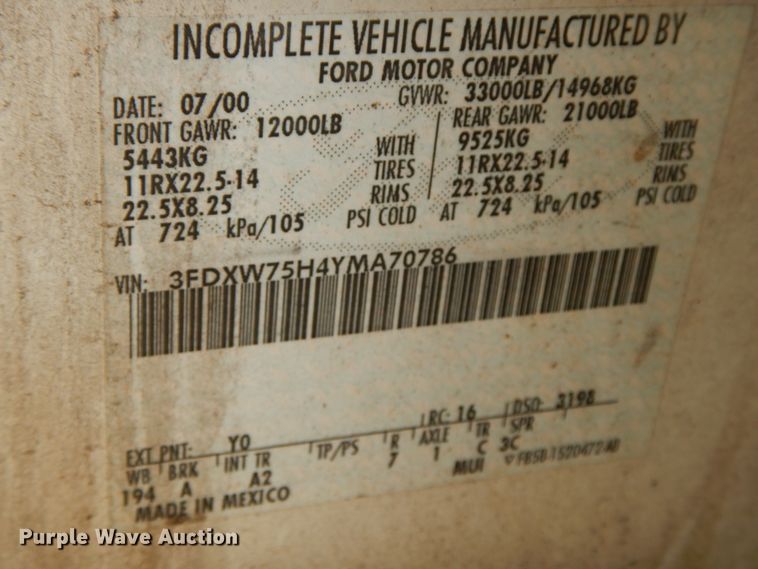 INCOMPLETE VEHICLE MANUFACTURED BY
FORD MOTOR COMPANY
DATE: 07/00 GVWR: 33000LB/14968KG
FRONT GAWR: 12000LB REAR GAWR: 21000LB
5443KG WITH 9525KG WITH
11RX22.5-14 TIRES 11RX22.5-14 TIRES
22.5X8.25 RIMS 22.5X8.25 RIMS
AT 724 kPa/105 PSI COLD AT 724 kPa/105 PSI COLD
VIN: 3FDXW75H4YMA70786
EXT PNT: YO RC: 16 DSO: 3198
WB BRK INT TR TP/PS R AXLE TR SPR
194 A A2 7 1 C 3C
MADE IN MEXICO MUI
Purple Wave Auction